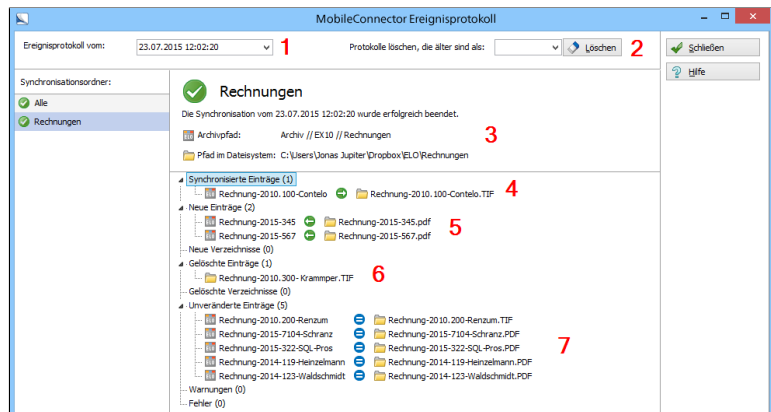 MobileConnector Ereignisprotokoll
Ereignisprotokoll vom: 23.07.2015 12:02:20 1 Protokolle löschen, die älter sind als: Löschen 2 Schließen
Hilfe
Synchronisationsordner:
Alle
Rechnungen
Rechnungen
Die Synchronisation vom 23.07.2015 12:02:20 wurde erfolgreich beendet.
Archivpfad: Archiv // EX10 // Rechnungen 3
Pfad im Dateisystem: C:\Users\Jonas Jupiter\Dropbox\ELO\Rechnungen
Synchronisierte Einträge (1)
Rechnung-2010.100-Contelo Rechnung-2010.100-Contelo.TIF 4
Neue Einträge (2)
Rechnung-2015-345 Rechnung-2015-345.pdf 5
Rechnung-2015-567 Rechnung-2015-567.pdf
Neue Verzeichnisse (0)
Gelöschte Einträge (1)
Rechnung-2010.300-Krammper.TIF 6
Gelöschte Verzeichnisse (0)
Unveränderte Einträge (5)
Rechnung-2010.200-Renzum Rechnung-2010.200-Renzum.TIF
Rechnung-2015-7104-Schranz Rechnung-2015-7104-Schranz.PDF
Rechnung-2015-322-SQL-Pros Rechnung-2015-322-SQL-Pros.PDF 7
Rechnung-2014-119-Heinzelmann Rechnung-2014-119-Heinzelmann.PDF
Rechnung-2014-123-Waldschmidt Rechnung-2014-123-Waldschmidt.PDF
Warnungen (0)
Fehler (0)